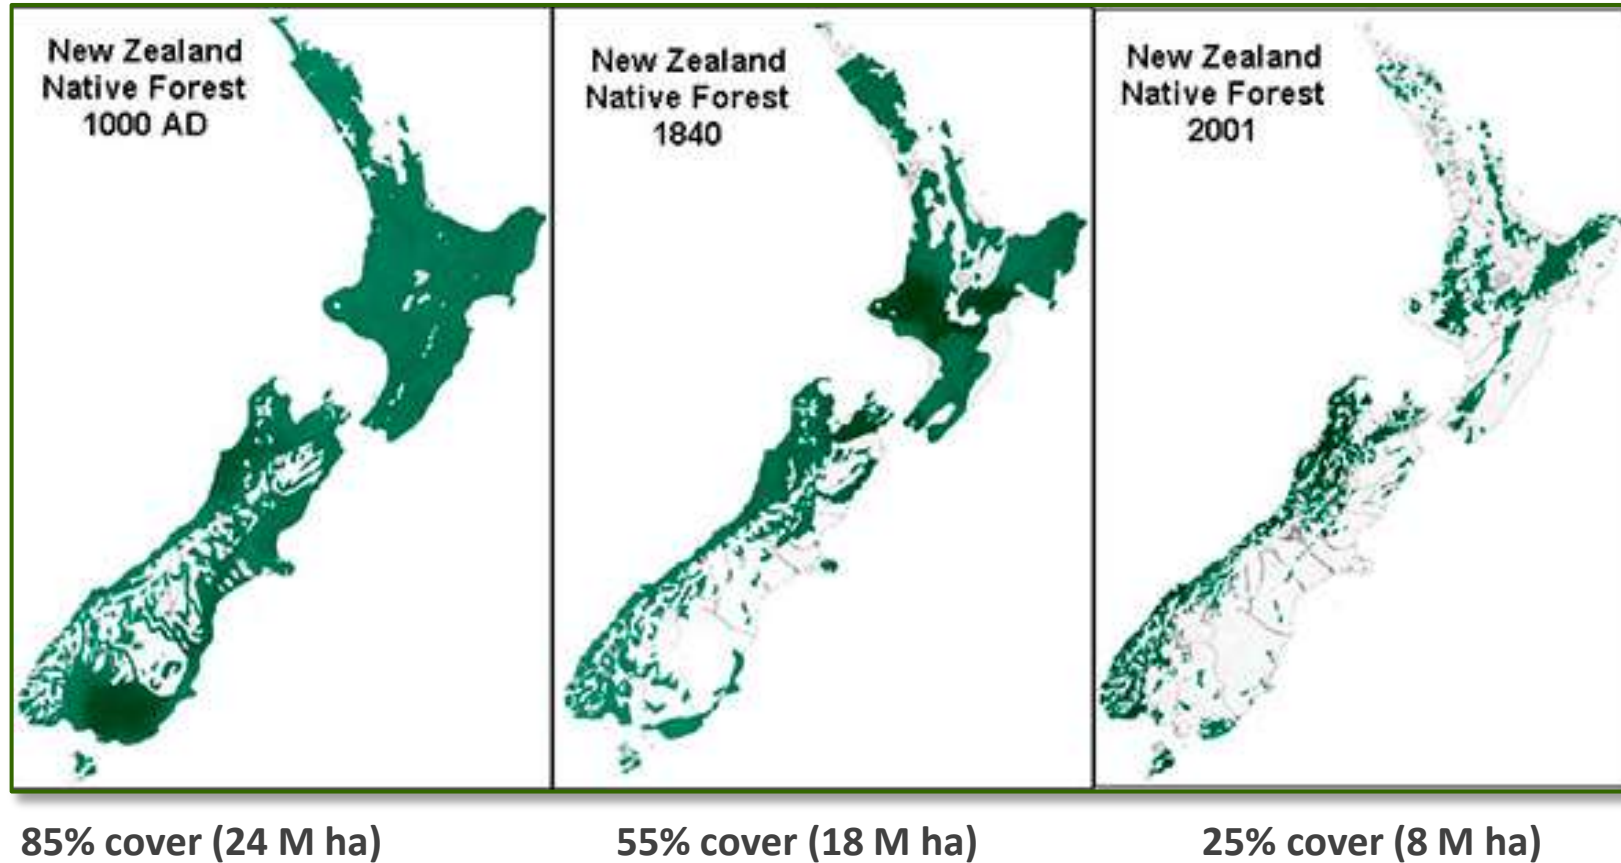 New Zealand
Native Forest
1000 AD
New Zealand
Native Forest
1840
New Zealand
Native Forest
2001
85% cover (24 M ha)
55% cover (18 M ha)
25% cover (8 M ha)